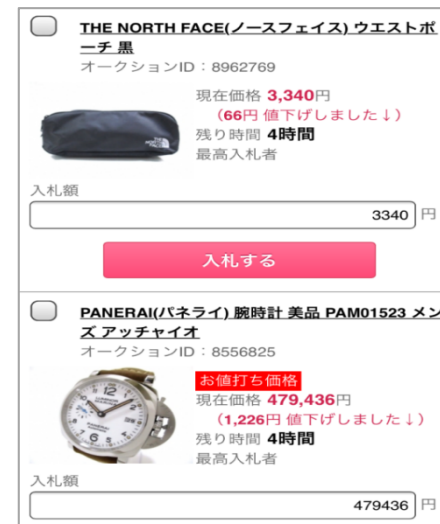 THE NORTH FACE(ノースフェイス) ウエストポ
ーチ 黒
オークションID：8962769
現在価格 3,340円
（66円 値下げしました↓）
残り時間 4時間
最高入札者
入札額
3340 円
入札する
PANERAI(パネライ) 腕時計 美品 PAM01523 メン
ズ アッチャイオ
オークションID：8556825
お値打ち価格
現在価格 479,436円
（1,226円 値下げしました↓）
残り時間 4時間
最高入札者
入札額
479436 円